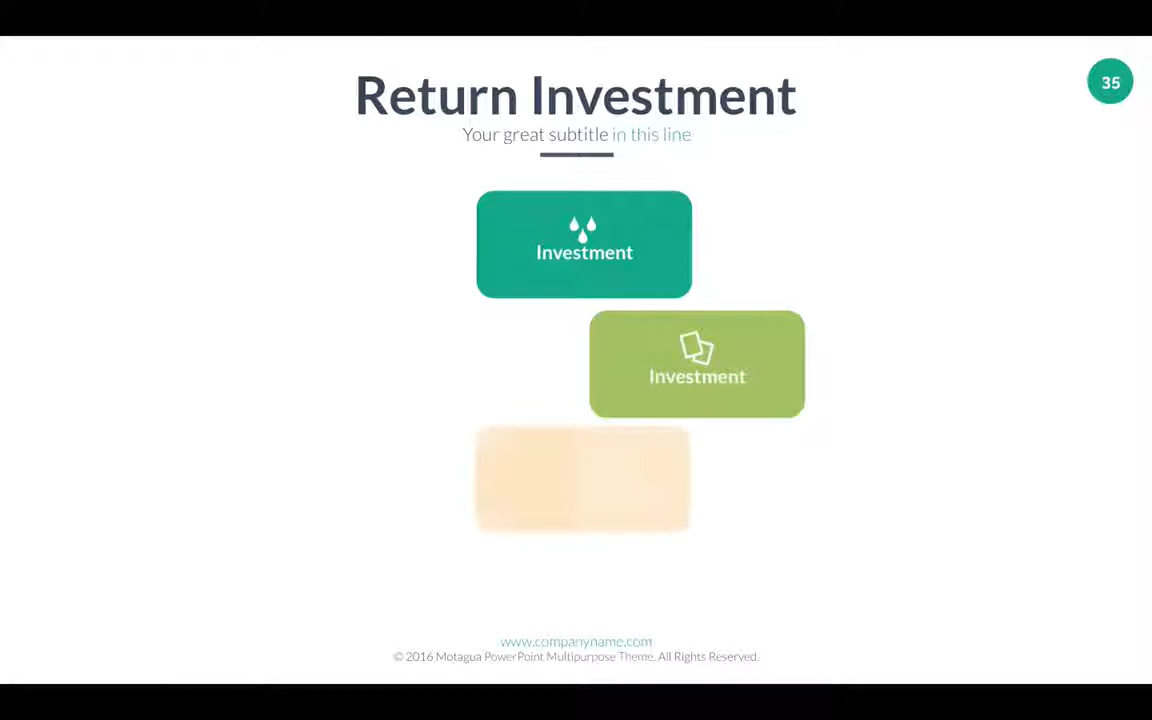 Return Investment
35
Your great subtitle in this line
Investment
Investment
www.companyname.com
© 2016 Motagua PowerPoint Multipurpose Theme. All Rights Reserved.